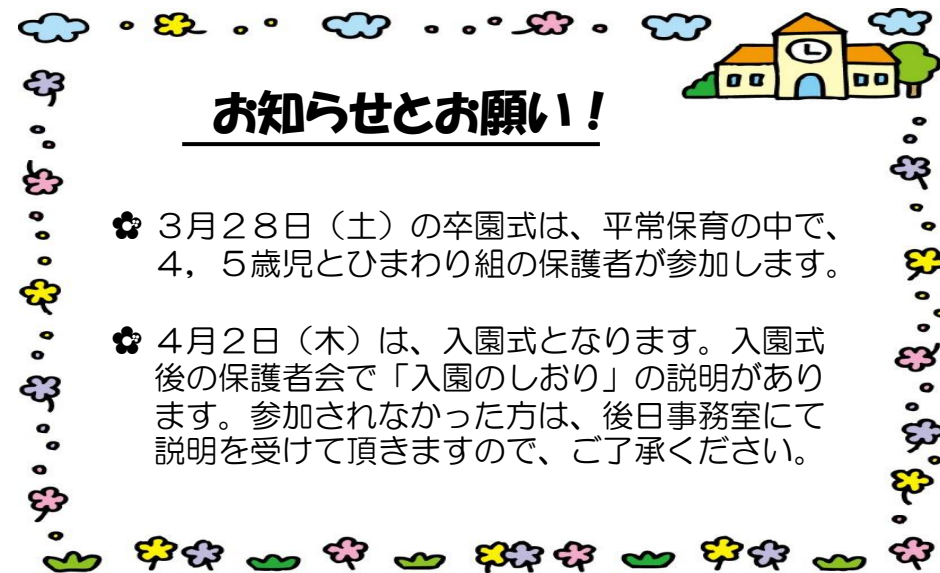 お知らせとお願い！
✿ ３月２８日（土）の卒園式は、平常保育の中で、
４，５歳児とひまわり組の保護者が参加します。
✿ ４月２日（木）は、入園式となります。入園式
後の保護者会で「入園のしおり」の説明があり
ます。参加されなかった方は、後日事務室にて
説明を受けて頂きますので、ご了承ください。